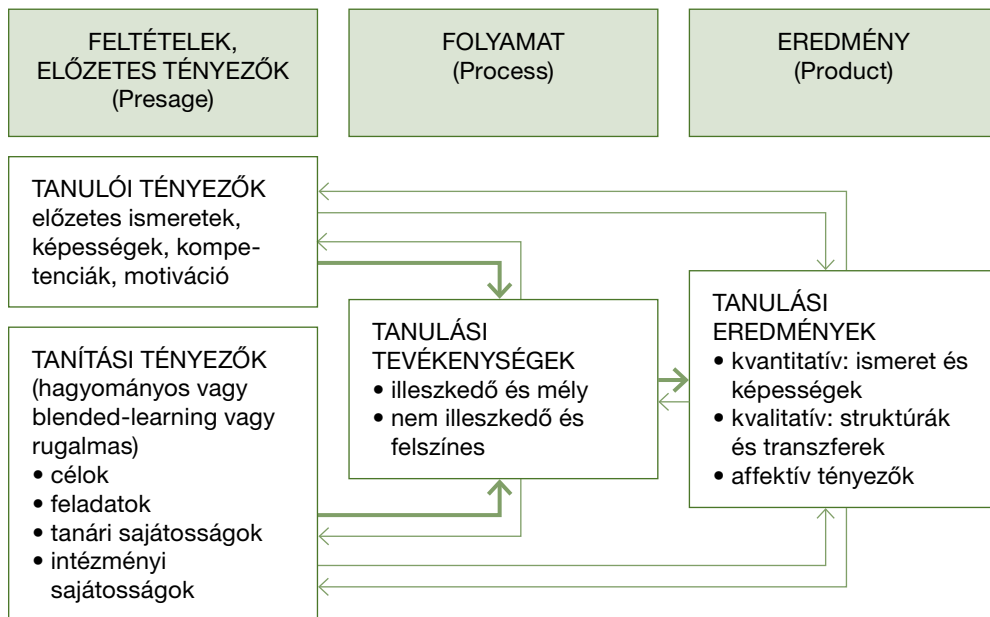 FELTÉTELEK,
ELŐZETES TÉNYEZŐK
(Presage)
FOLYAMAT
(Process)
EREDMÉNY
(Product)
TANULÓI TÉNYEZŐK
előzetes ismeretek,
képességek, kompe-
tenciák, motiváció
TANÍTÁSI TÉNYEZŐK
(hagyományos vagy
blended-learning vagy
rugalmas)
• célok
• feladatok
• tanári sajátosságok
• intézményi
sajátosságok
TANULÁSI
TEVÉKENYSÉGEK
• illeszkedő és mély
• nem illeszkedő és
felszínes
TANULÁSI
EREDMÉNYEK
• kvantitatív: ismeret és
képességek
• kvalitatív: struktúrák
és transzferek
• affektív tényezők